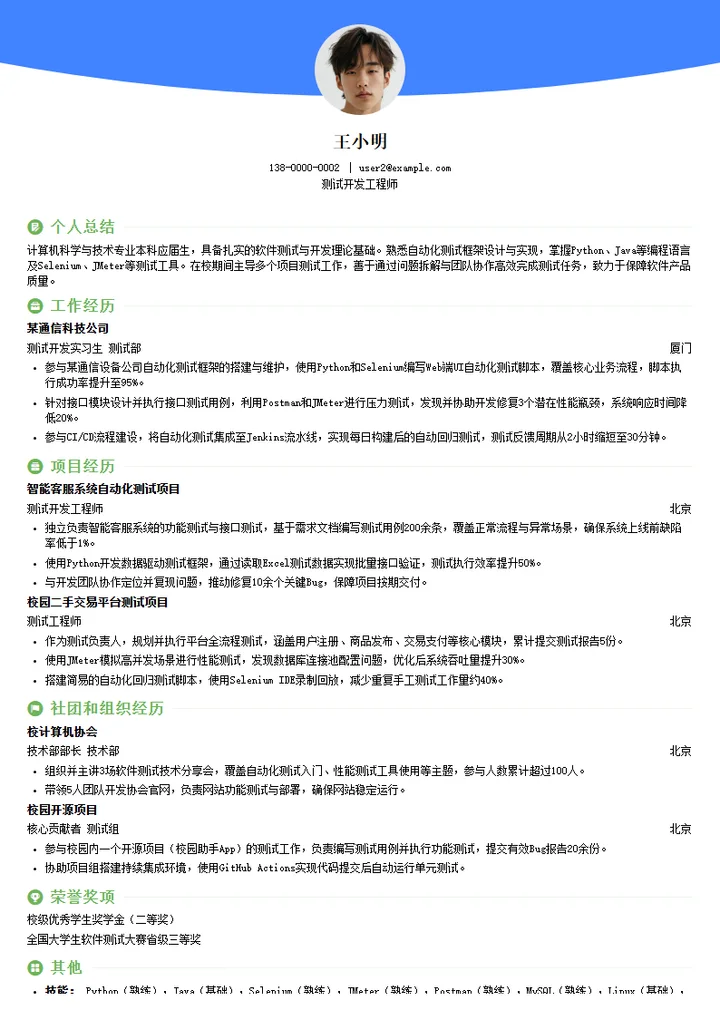 王小明
138-0000-0002 | user2@example.com
测试开发工程师
个人总结
计算机科学与技术专业本科应届生，具备扎实的软件测试与开发理论基础。熟悉自动化测试框架设计与实现，掌握Python、Java等编程语言
及Selenium、JMeter等测试工具。在校期间主导多个项目测试工作，善于通过问题拆解与团队协作高效完成测试任务，致力于保障软件产品
质量。
工作经历
某通信科技公司
测试开发实习生 测试部 厦门
• 参与某通信设备公司自动化测试框架的搭建与维护，使用Python和Selenium编写Web端UI自动化测试脚本，覆盖核心业务流程，脚本执
行成功率提升至95%。
• 针对接口模块设计并执行接口测试用例，利用Postman和JMeter进行压力测试，发现并协助开发修复3个潜在性能瓶颈，系统响应时间降
低20%。
• 参与CI/CD流程建设，将自动化测试集成至Jenkins流水线，实现每日构建后的自动回归测试，测试反馈周期从2小时缩短至30分钟。
项目经历
智能客服系统自动化测试项目
测试开发工程师 北京
• 独立负责智能客服系统的功能测试与接口测试，基于需求文档编写测试用例200余条，覆盖正常流程与异常场景，确保系统上线前缺陷
率低于1%。
• 使用Python开发数据驱动测试框架，通过读取Excel测试数据实现批量接口验证，测试执行效率提升50%。
• 与开发团队协作定位并复现问题，推动修复10余个关键Bug，保障项目按期交付。
校园二手交易平台测试项目
测试工程师 北京
• 作为测试负责人，规划并执行平台全流程测试，涵盖用户注册、商品发布、交易支付等核心模块，累计提交测试报告5份。
• 使用JMeter模拟高并发场景进行性能测试，发现数据库连接池配置问题，优化后系统吞吐量提升30%。
• 搭建简易的自动化回归测试脚本，使用Selenium IDE录制回放，减少重复手工测试工作量约40%。
社团和组织经历
校计算机协会
技术部部长 技术部 北京
• 组织并主讲3场软件测试技术分享会，覆盖自动化测试入门、性能测试工具使用等主题，参与人数累计超过100人。
• 带领5人团队开发协会官网，负责网站功能测试与部署，确保网站稳定运行。
校园开源项目
核心贡献者 测试组 北京
• 参与校园内一个开源项目（校园助手App）的测试工作，负责编写测试用例并执行功能测试，提交有效Bug报告20余份。
• 协助项目组搭建持续集成环境，使用GitHub Actions实现代码提交后自动运行单元测试。
荣誉奖项
校级优秀学生奖学金（二等奖）
全国大学生软件测试大赛省级三等奖
其他
• 技能： Python（熟练），Java（基础），Selenium（熟练），JMeter（熟练），Postman（熟练），MySQL（熟练），Linux（基础），